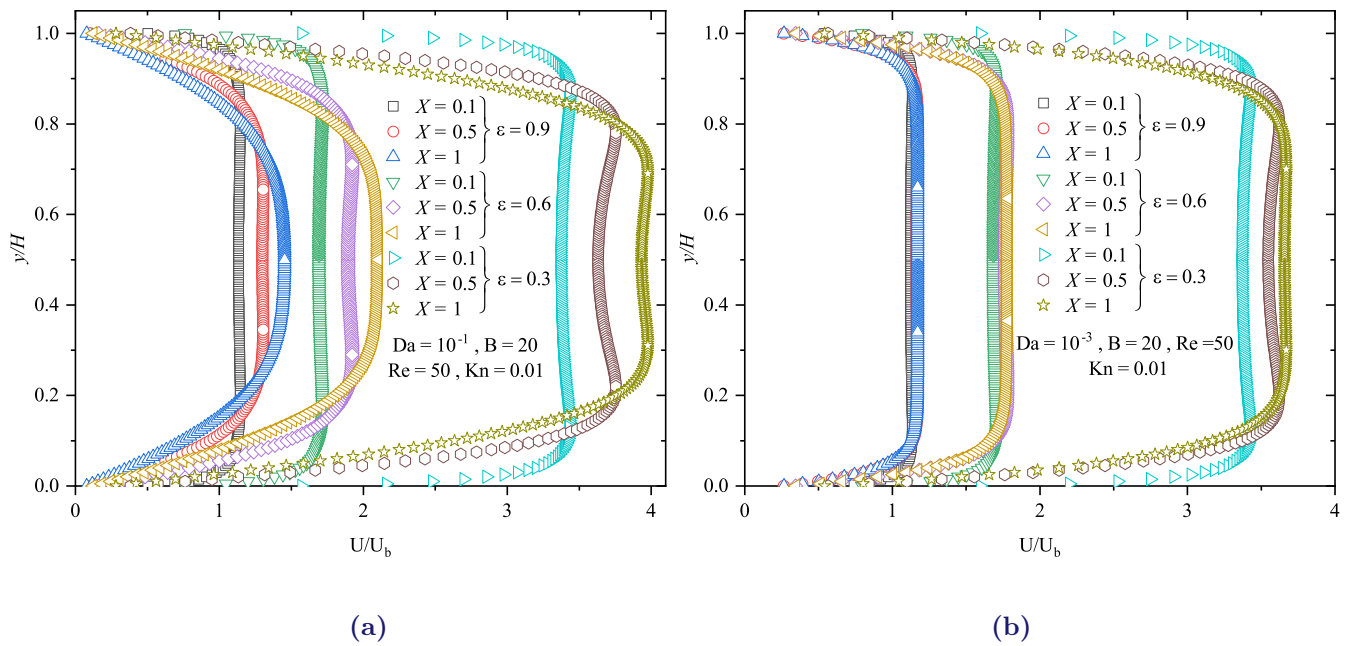 1.0
0.8
0.6
0.4
0.2
0.0
y/H
0 1 2 3 4
U/U_b
X = 0.1
X = 0.5
X = 1
ε = 0.9
X = 0.1
X = 0.5
X = 1
ε = 0.6
X = 0.1
X = 0.5
X = 1
ε = 0.3
Da = 10^-1 , B = 20
Re = 50 , Kn = 0.01
(a)
1.0
0.8
0.6
0.4
0.2
0.0
y/H
0 1 2 3 4
U/U_b
X = 0.1
X = 0.5
X = 1
ε = 0.9
X = 0.1
X = 0.5
X = 1
ε = 0.6
X = 0.1
X = 0.5
X = 1
ε = 0.3
Da = 10^-3 , B = 20 , Re =50
Kn = 0.01
(b)